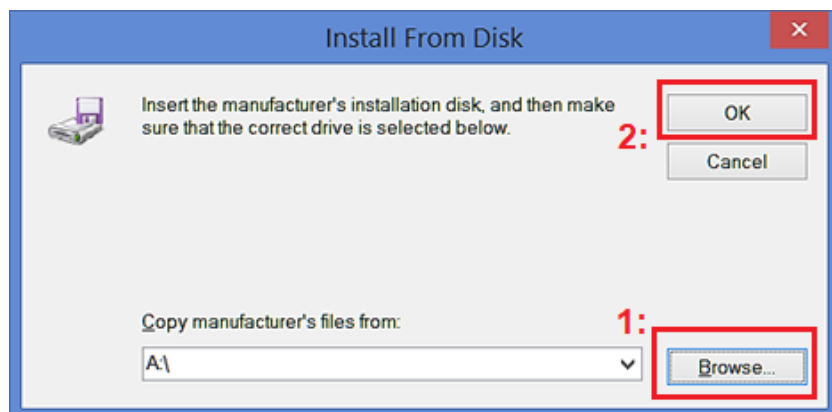 Install From Disk
Insert the manufacturer's installation disk, and then make
sure that the correct drive is selected below.
2:
OK
Cancel
Copy manufacturer's files from:
1:
A:\
Browse...